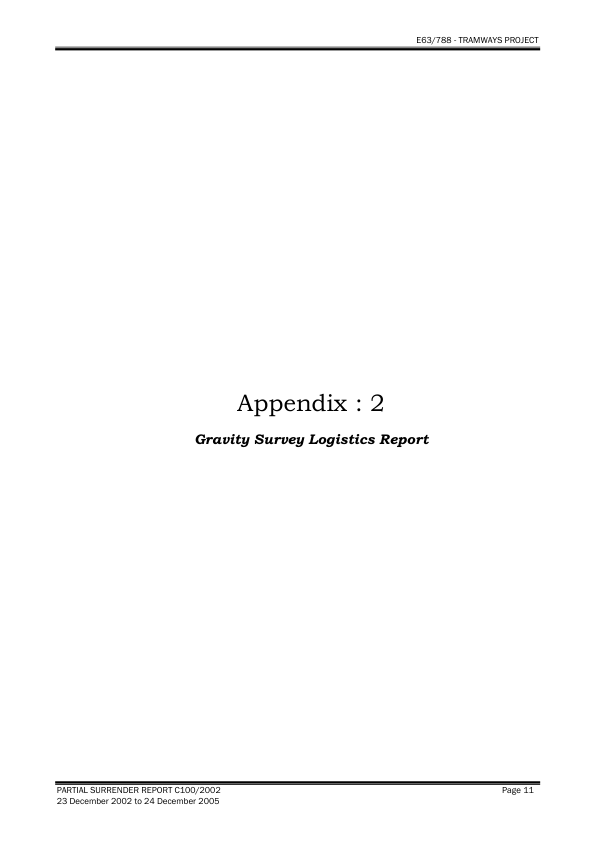 E63/788 - TRAMWAYS PROJECT
Appendix : 2
Gravity Survey Logistics Report
PARTIAL SURRENDER REPORT C100/2002 Page 11
23 December 2002 to 24 December 2005